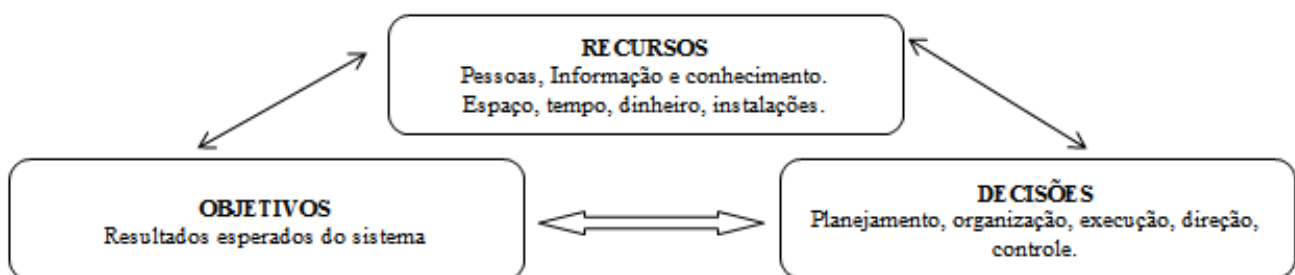 RECURSOS
Pessoas, Informação e conhecimento.
Espaço, tempo, dinheiro, instalações.
OBJETIVOS
Resultados esperados do sistema
DECISÕES
Planejamento, organização, execução, direção,
controle.